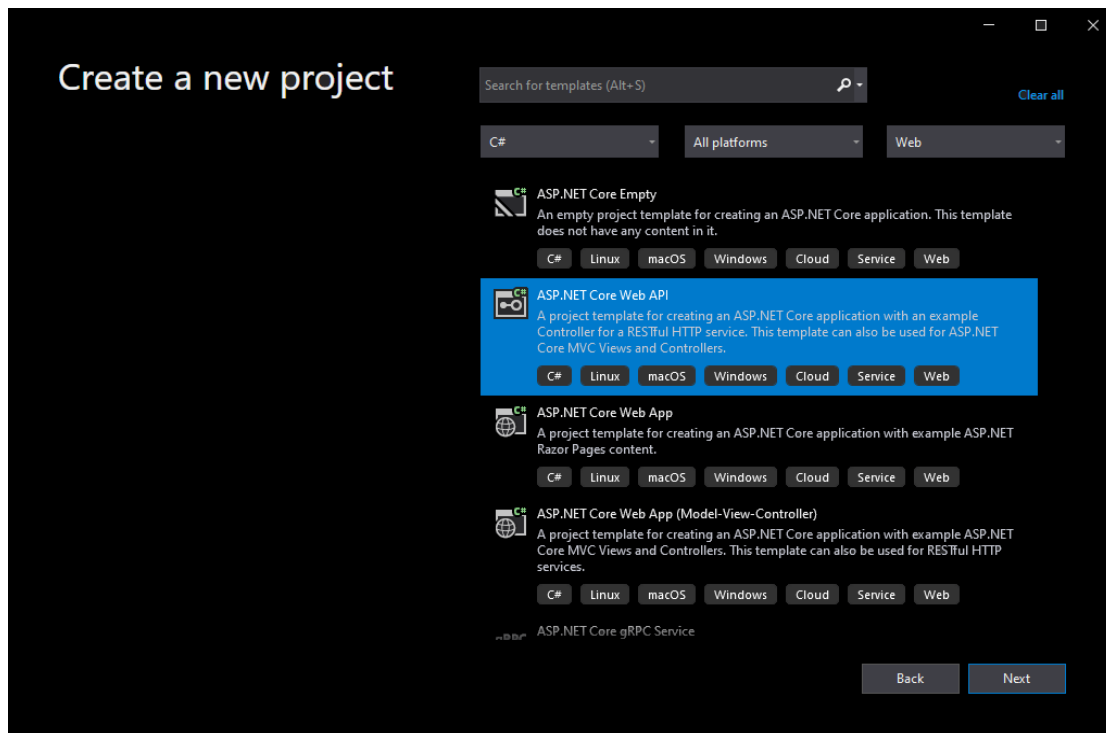 Create a new project
Search for templates (Alt+S)
Clear all
C#
All platforms
Web
C#
ASP.NET Core Empty
An empty project template for creating an ASP.NET Core application. This template
does not have any content in it.
C# Linux macOS Windows Cloud Service Web
C#
ASP.NET Core Web API
A project template for creating an ASP.NET Core application with an example
Controller for a RESTful HTTP service. This template can also be used for ASP.NET
Core MVC Views and Controllers.
C# Linux macOS Windows Cloud Service Web
C#
ASP.NET Core Web App
A project template for creating an ASP.NET Core application with example ASP.NET
Razor Pages content.
C# Linux macOS Windows Cloud Service Web
C#
ASP.NET Core Web App (Model-View-Controller)
A project template for creating an ASP.NET Core application with example ASP.NET
Core MVC Views and Controllers. This template can also be used for RESTful HTTP
services.
C# Linux macOS Windows Cloud Service Web
gRPC
ASP.NET Core gRPC Service
Back
Next